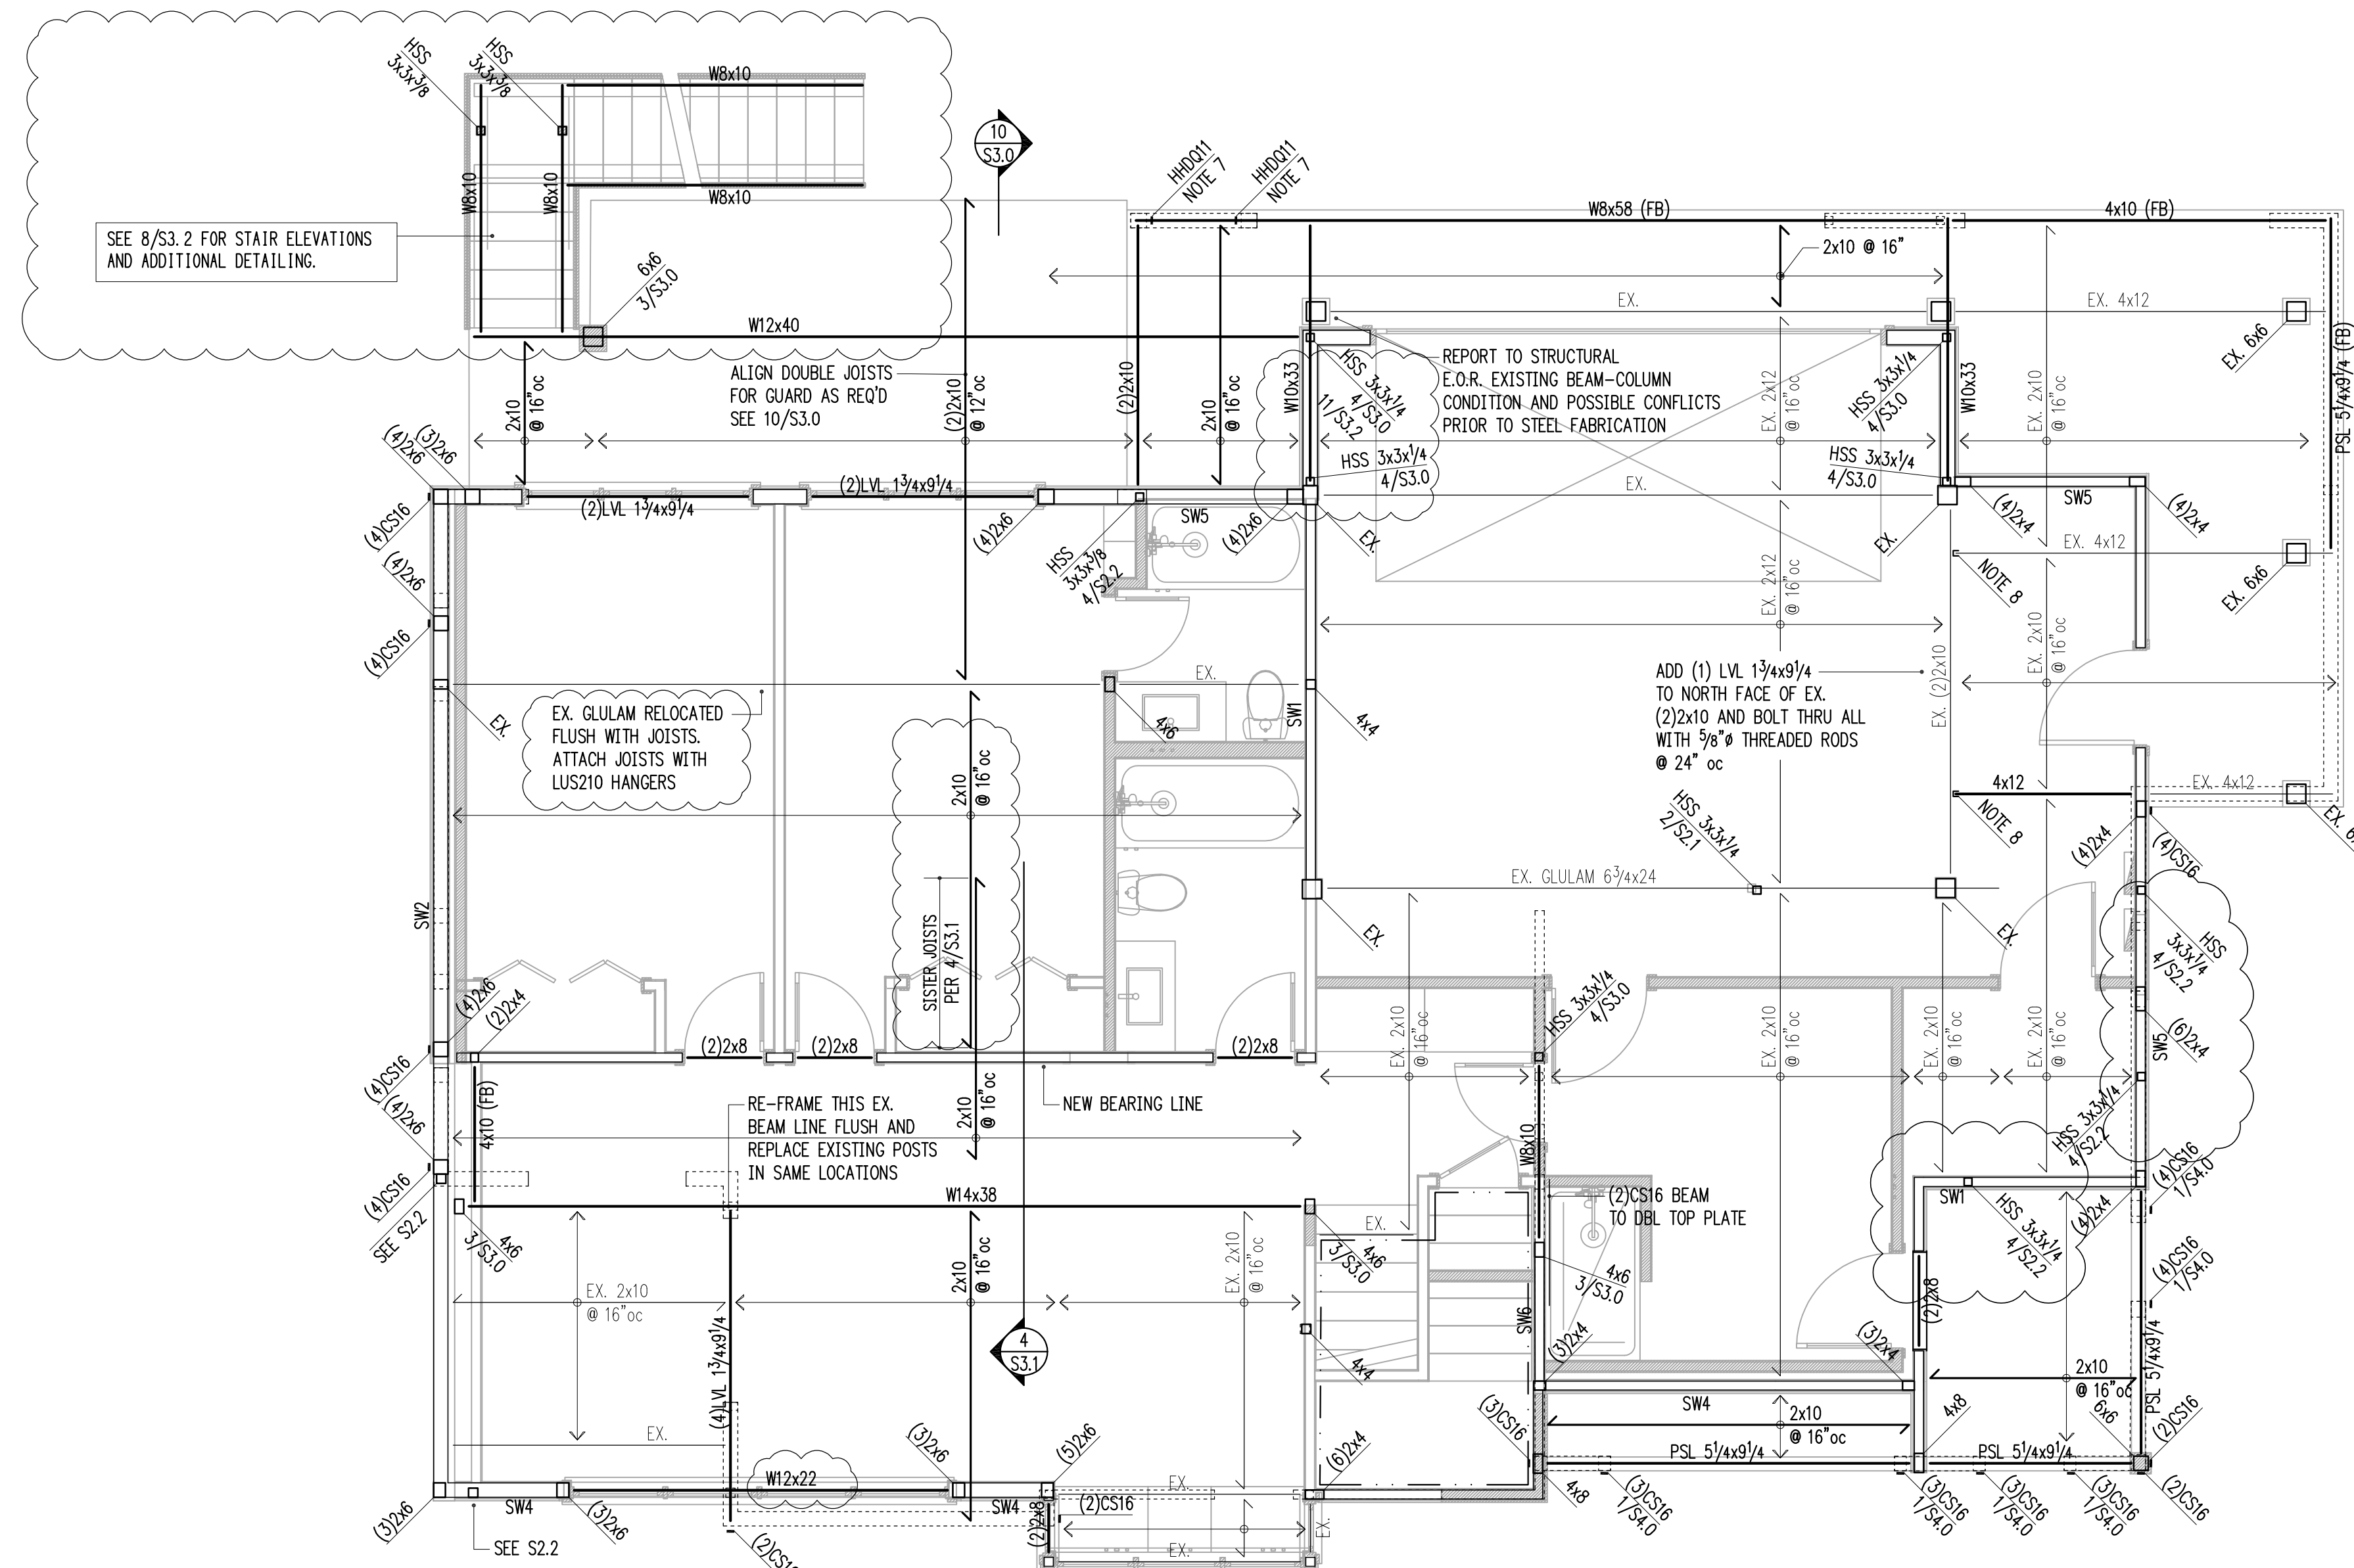 HSS
3x3x3/8
HSS
3x3x3/8
W8x10
W8x10
W8x10
W8x10
SEE 8/S3.2 FOR STAIR ELEVATIONS
AND ADDITIONAL DETAILING.
6x6
3/S3.0
10
S3.0
HHDQ11
NOTE 7
HHDQ11
NOTE 7
W8x58 (FB)
4x10 (FB)
2x10 @ 16"
EX.
EX. 4x12
EX. 6x6
PSL 5 1/4x9 1/4 (FB)
W12x40
ALIGN DOUBLE JOISTS
FOR GUARD AS REQ'D
SEE 10/S3.0
2x10
@ 16"oc
(2)2x10
@ 12"oc
(2)2x10
2x10
@ 16"oc
W10x33
HSS 3x3x1/4
4/S3.0
11/S3.2
HSS 3x3x1/4
4/S3.0
REPORT TO STRUCTURAL
E.O.R. EXISTING BEAM-COLUMN
CONDITION AND POSSIBLE CONFLICTS
PRIOR TO STEEL FABRICATION
EX. 2x12
@ 16"oc
HSS 3x3x1/4
4/S3.0
HSS 3x3x1/4
4/S3.0
W10x33
EX. 2x10
@ 16"oc
(4)2x6
(3)2x6
(4)CS16
(2)LVL 1 3/4x9 1/4
(2)LVL 1 3/4x9 1/4
(4)2x6
HSS
3x3x3/8
4/S2.2
SW5
(4)2x6
EX.
EX.
EX.
(4)2x4
SW5
(4)2x4
EX. 4x12
NOTE 8
EX. 6x6
(4)2x6
(4)CS16
EX. 2x12
@ 16"oc
EX. 2x10
@ 16"oc
EX.
EX.
4x6
SW1
4x4
EX. GLULAM RELOCATED
FLUSH WITH JOISTS.
ATTACH JOISTS WITH
LUS210 HANGERS
2x10
@ 16"oc
ADD (1) LVL 1 3/4x9 1/4
TO NORTH FACE OF EX.
(2)2x10 AND BOLT THRU ALL
WITH 5/8"ø THREADED RODS
@ 24" oc
EX. (2)2x10
4x12
NOTE 8
EX. 4x12
(4)2x4
(4)CS16
HSS 3x3x1/4
2/S2.1
EX. GLULAM 6 3/4x24
EX.
EX.
SW2
SISTER JOISTS
PER 4/S3.1
HSS
3x3x1/4
4/S2.2
(6)2x4
SW5
(4)2x6
(2)2x4
(4)CS16
(2)2x8
(2)2x8
(2)2x8
HSS 3x3x1/4
4/S3.0
EX. 2x10
@ 16"oc
EX. 2x10
@ 16"oc
EX. 2x10
@ 16"oc
EX. 2x10
@ 16"oc
HSS 3x3x1/4
4/S2.2
4x10 (FB)
(4)2x6
(4)CS16
SEE S2.2
RE-FRAME THIS EX.
BEAM LINE FLUSH AND
REPLACE EXISTING POSTS
IN SAME LOCATIONS
2x10
@ 16"oc
NEW BEARING LINE
W14x38
4x6
3/S3.0
4x6
3/S3.0
EX.
W8x10
(2)CS16 BEAM
TO DBL TOP PLATE
4x6
3/S3.0
SW1
HSS 3x3x1/4
4/S2.2
(4)2x4
(4)CS16
1/S4.0
(4)CS16
1/S4.0
EX. 2x10
@ 16"oc
(4)LVL 1 3/4x9 1/4
2x10
@ 16"oc
EX. 2x10
@ 16"oc
4
S3.1
4x4
SW6
(3)2x4
(3)2x4
(2)2x8
2x10
@ 16"oc
PSL 5 1/4x9 1/4
SW4
2x10
@ 16"oc
4x8
6x6
(2)CS16
EX.
(3)2x6
(5)2x6
(6)2x4
(3)CS16
PSL 5 1/4x9 1/4
PSL 5 1/4x9 1/4
W12x22
(3)2x6
SW4
(3)2x6
SW4
SEE S2.2
(2)2x8
(2)CS16
EX.
EX.
EX.
4x8
(3)CS16
1/S4.0
(3)CS16
1/S4.0
(3)CS16
1/S4.0
(3)CS16
1/S4.0
(2)CS16